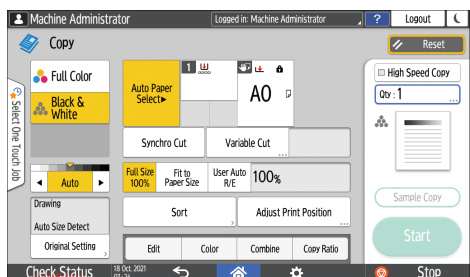 Machine Administrator
Logged in: Machine Administrator
?
Logout
Copy
Reset
Select One Touch Job
Full Color
Black &
White
Auto
Drawing
Auto Size Detect
Original Setting
Auto Paper
Select►
1
A0
Synchro Cut
Variable Cut
...
Full Size
100%
Fit to
Paper Size
User Auto
R/E
100%
Sort
Adjust Print Position
...
Edit
Color
Combine
Copy Ratio
High Speed Copy
Qty : 1
...
Sample Copy
Start
Check Status
18 Oct. 2021
Stop